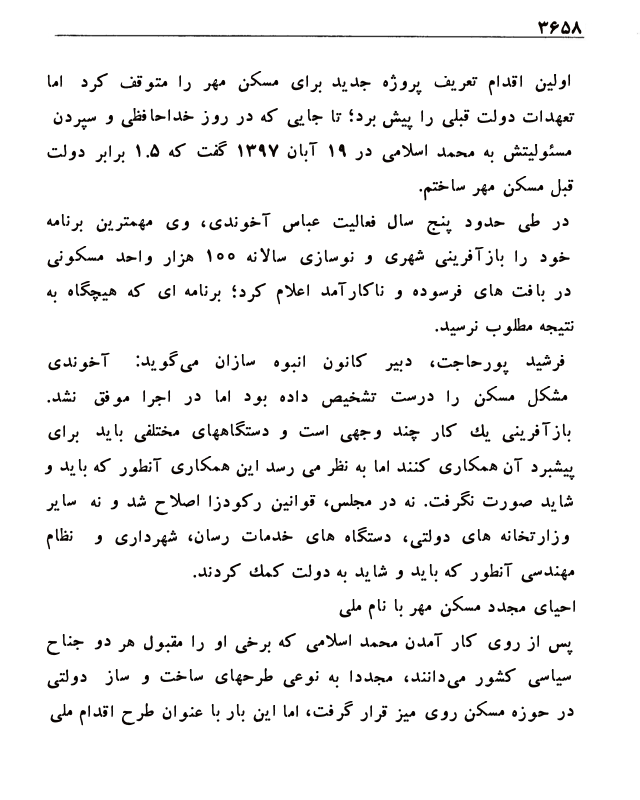 ۳۶۵۸
اولین اقدام تعریف پروژه جدید برای مسکن مهر را متوقف کرد اما
تعهدات دولت قبلی را پیش برد؛ تا جایی که در روز خداحافظی و سپردن
مسئولیتش به محمد اسلامی در ۱۹ آبان ۱۳۹۷ گفت که ۱.۵ برابر دولت
قبل مسکن مهر ساختم.
در طی حدود پنج سال فعالیت عباس آخوندی، وی مهمترین برنامه
خود را بازآفرینی شهری و نوسازی سالانه ۱۰۰ هزار واحد مسکونی
در بافت های فرسوده و ناکارآمد اعلام کرد؛ برنامه ای که هیچگاه به
نتیجه مطلوب نرسید.
فرشید پورحاجت، دبیر کانون انبوه سازان می‌گوید: آخوندی
مشکل مسکن را درست تشخیص داده بود اما در اجرا موفق نشد.
بازآفرینی یك کار چند وجهی است و دستگاههای مختلفی باید برای
پیشبرد آن همکاری کنند اما به نظر می رسد این همکاری آنطور که باید و
شاید صورت نگرفت. نه در مجلس، قوانین رکودزا اصلاح شد و نه سایر
وزارتخانه های دولتی، دستگاه های خدمات رسان، شهرداری و نظام
مهندسی آنطور که باید و شاید به دولت کمك کردند.
احیای مجدد مسکن مهر با نام ملی
پس از روی کار آمدن محمد اسلامی که برخی او را مقبول هر دو جناح
سیاسی کشور می‌دانند، مجددا به نوعی طرحهای ساخت و ساز دولتی
در حوزه مسکن روی میز قرار گرفت، اما این بار با عنوان طرح اقدام ملی